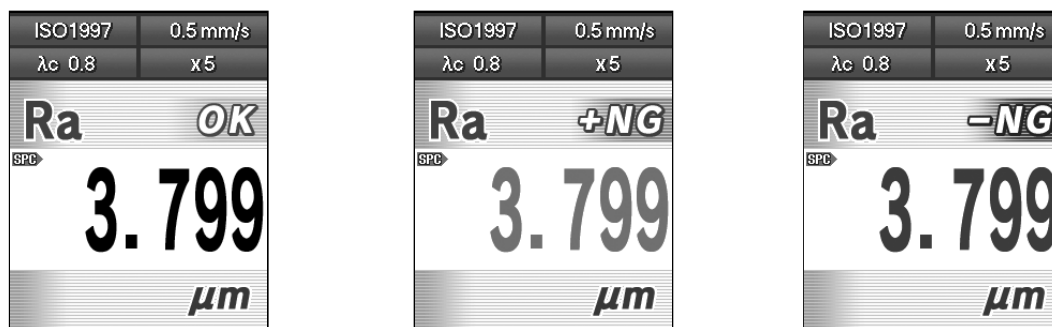 ISO1997 0.5 mm/s
λc 0.8 x5
Ra OK
SPC
3.799
μm
ISO1997 0.5 mm/s
λc 0.8 x5
Ra +NG
SPC
3.799
μm
ISO1997 0.5 mm/s
λc 0.8 x5
Ra -NG
SPC
3.799
μm